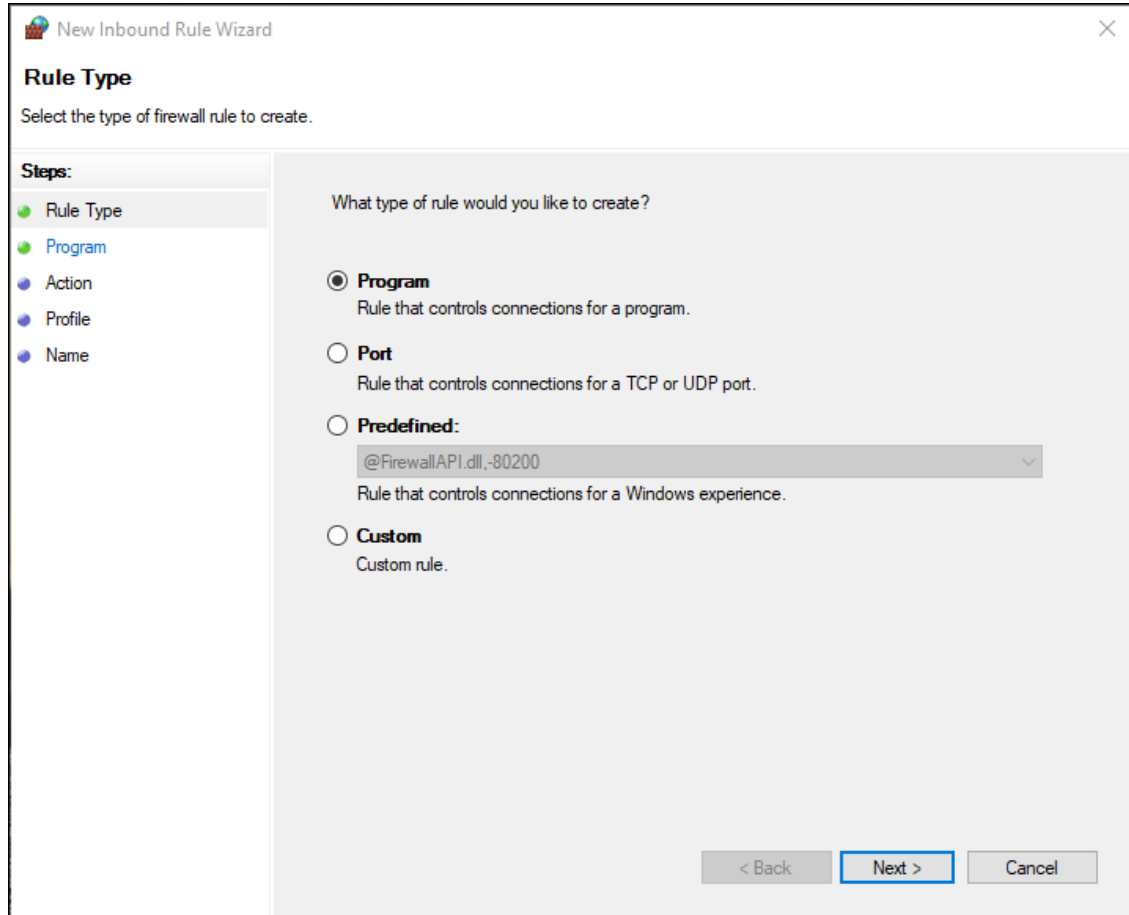 New Inbound Rule Wizard
Rule Type
Select the type of firewall rule to create.
Steps:
Rule Type
Program
Action
Profile
Name
What type of rule would you like to create?
Program
Rule that controls connections for a program.
Port
Rule that controls connections for a TCP or UDP port.
Predefined:
@FirewallAPI.dll,-80200
Rule that controls connections for a Windows experience.
Custom
Custom rule.
< Back
Next >
Cancel